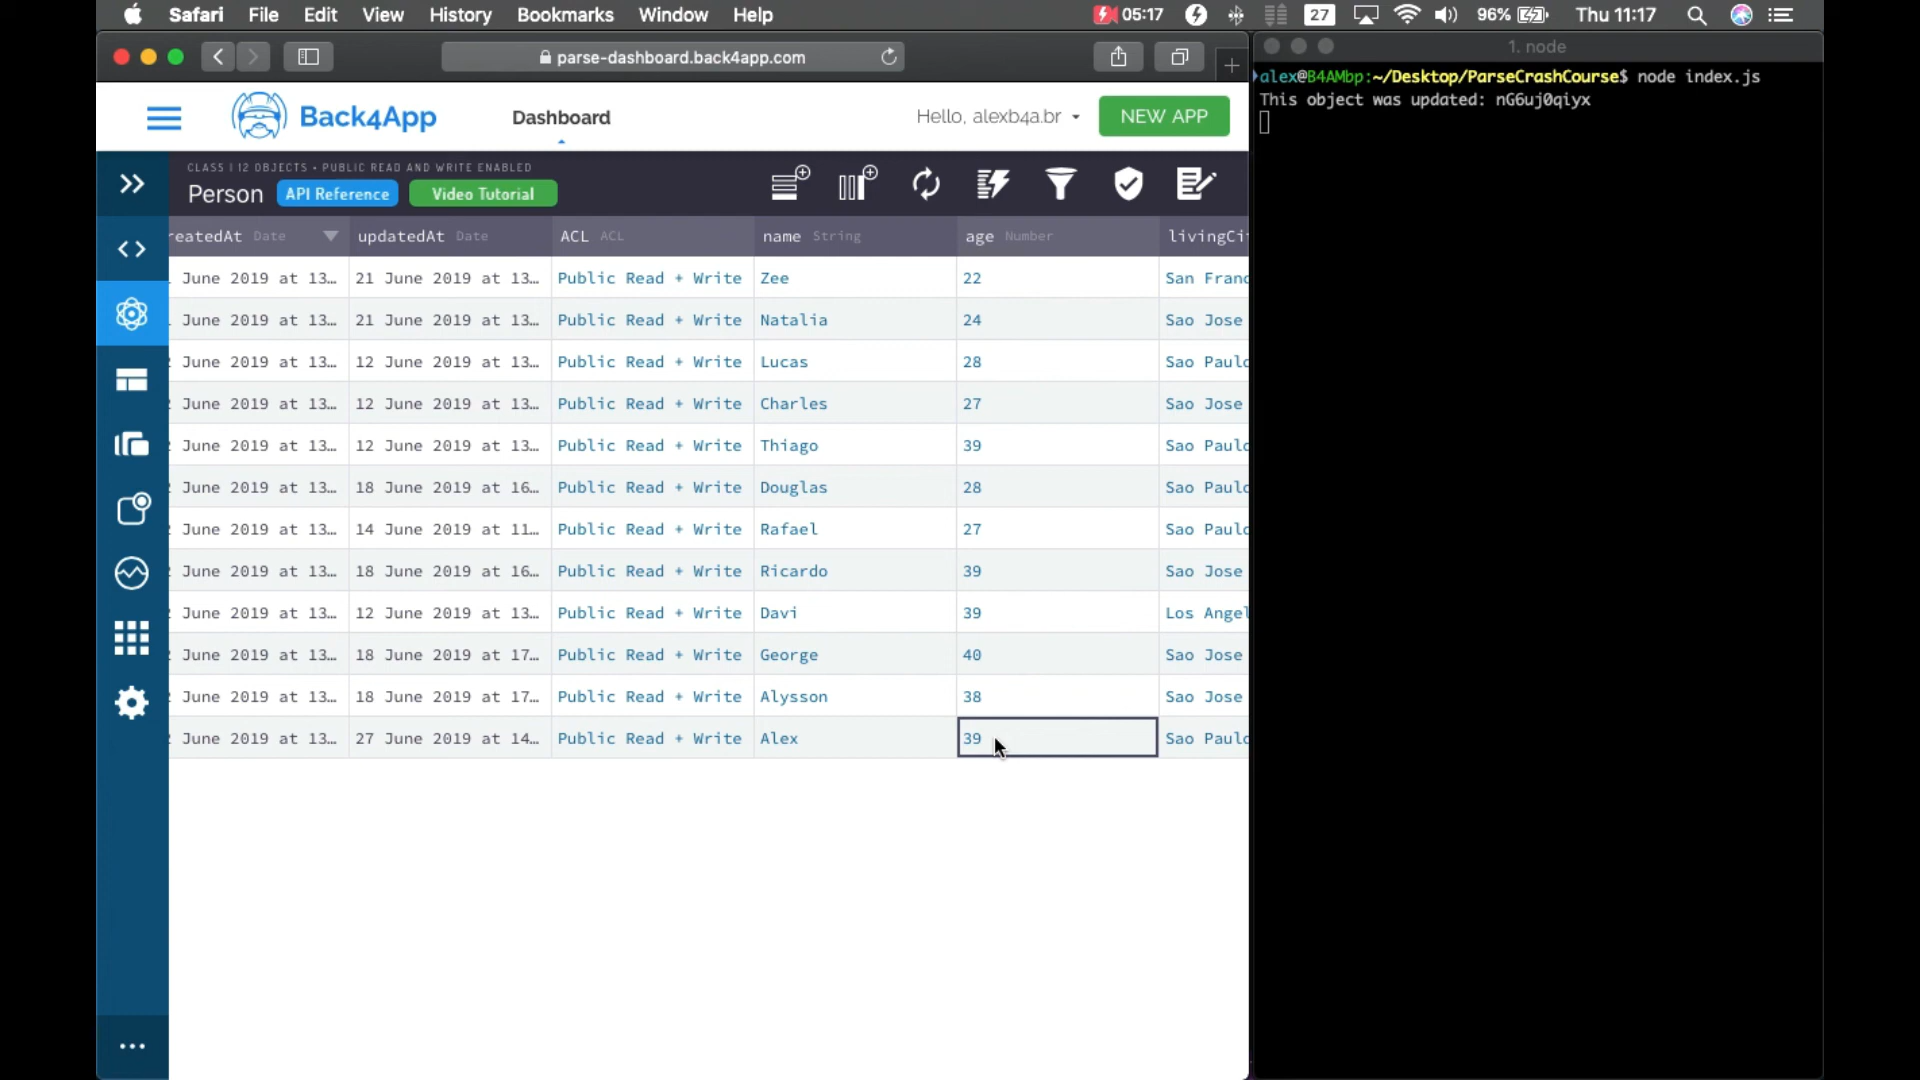 Safari File Edit View History Bookmarks Window Help 05:17 27 96% Thu 11:17
parse-dashboard.back4app.com
1. node
Back4App Dashboard Hello, alexb4a.br NEW APP
CLASS | 12 OBJECTS • PUBLIC READ AND WRITE ENABLED
Person API Reference Video Tutorial
reatedAt Date updatedAt Date ACL ACL name String age Number livingCi
June 2019 at 13… 21 June 2019 at 13… Public Read + Write Zee 22 San Franc
June 2019 at 13… 21 June 2019 at 13… Public Read + Write Natalia 24 Sao Jose
June 2019 at 13… 12 June 2019 at 13… Public Read + Write Lucas 28 Sao Paulo
June 2019 at 13… 12 June 2019 at 13… Public Read + Write Charles 27 Sao Jose
June 2019 at 13… 12 June 2019 at 13… Public Read + Write Thiago 39 Sao Paulo
June 2019 at 13… 18 June 2019 at 16… Public Read + Write Douglas 28 Sao Paulo
June 2019 at 13… 14 June 2019 at 11… Public Read + Write Rafael 27 Sao Paulo
June 2019 at 13… 18 June 2019 at 16… Public Read + Write Ricardo 39 Sao Jose
June 2019 at 13… 12 June 2019 at 13… Public Read + Write Davi 39 Los Angel
June 2019 at 13… 18 June 2019 at 17… Public Read + Write George 40 Sao Jose
June 2019 at 13… 18 June 2019 at 17… Public Read + Write Alysson 38 Sao Jose
June 2019 at 13… 27 June 2019 at 14… Public Read + Write Alex 39 Sao Paulo
alex@B4AMbp:~/Desktop/ParseCrashCourse$ node index.js
This object was updated: nG6uj0qiyx